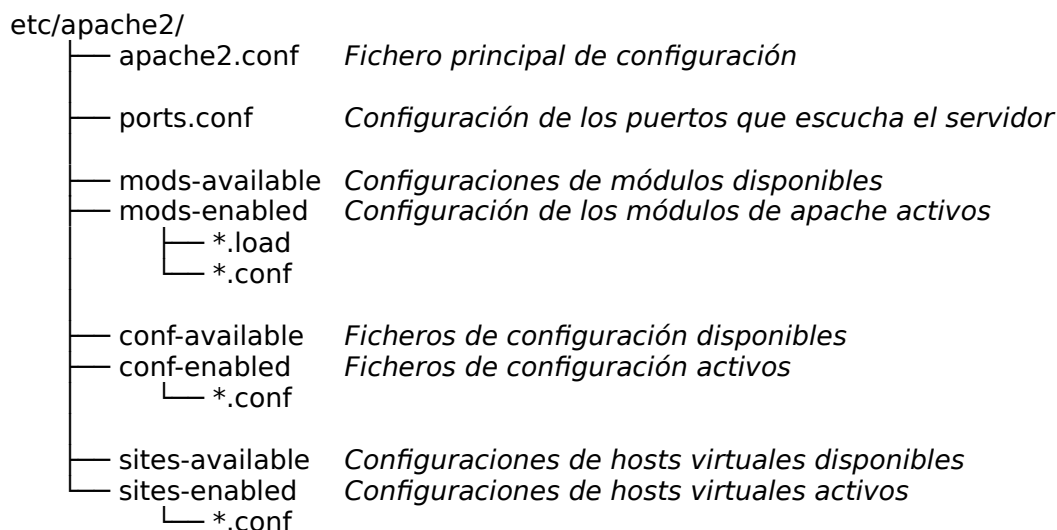 etc/apache2/
apache2.conf Fichero principal de configuración
ports.conf Configuración de los puertos que escucha el servidor
mods-available Configuraciones de módulos disponibles
mods-enabled Configuración de los módulos de apache activos
*.load
*.conf
conf-available Ficheros de configuración disponibles
conf-enabled Ficheros de configuración activos
*.conf
sites-available Configuraciones de hosts virtuales disponibles
sites-enabled Configuraciones de hosts virtuales activos
*.conf